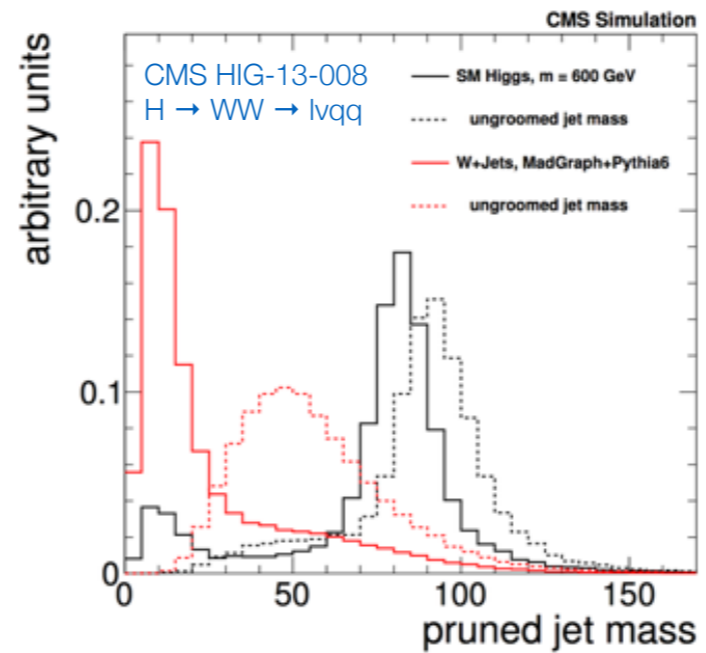 CMS Simulation
CMS HIG-13-008
H → WW → lνqq
SM Higgs, m = 600 GeV
ungroomed jet mass
W+Jets, MadGraph+Pythia6
ungroomed jet mass
arbitrary units
0.2
0.1
0
0 50 100 150
pruned jet mass